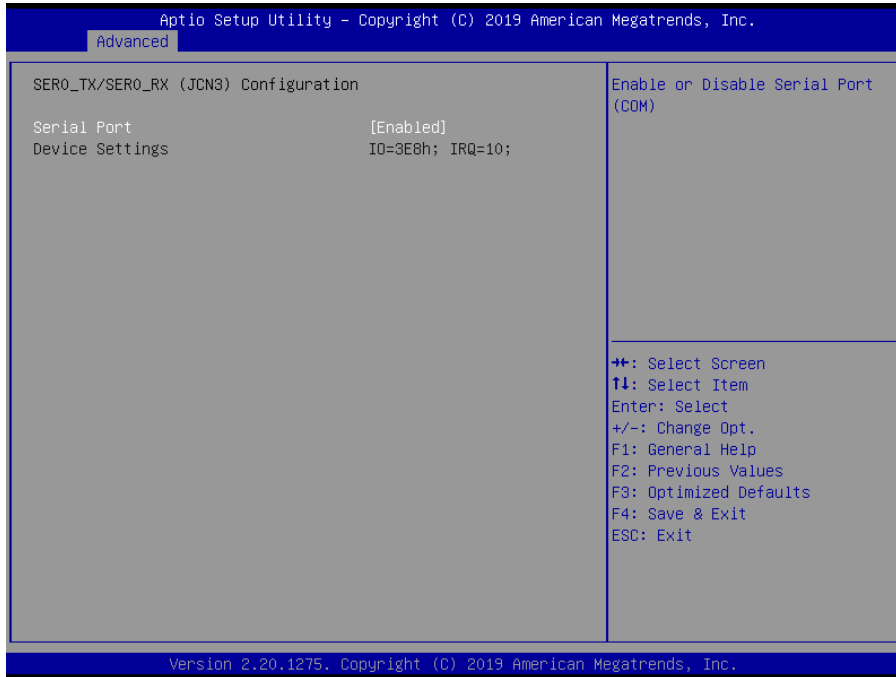 Aptio Setup Utility – Copyright (C) 2019 American Megatrends, Inc.
Advanced
SER0_TX/SER0_RX (JCN3) Configuration
Serial Port [Enabled]
Device Settings IO=3E8h; IRQ=10;
Enable or Disable Serial Port
(COM)
→←: Select Screen
↑↓: Select Item
Enter: Select
+/-: Change Opt.
F1: General Help
F2: Previous Values
F3: Optimized Defaults
F4: Save & Exit
ESC: Exit
Version 2.20.1275. Copyright (C) 2019 American Megatrends, Inc.